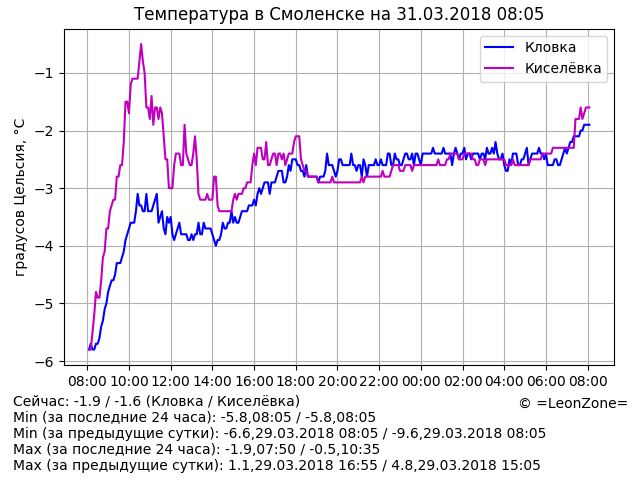 Температура в Смоленске на 31.03.2018 08:05
Кловка
Киселёвка
градусов Цельсия, °C
−1
−2
−3
−4
−5
−6
08:00 10:00 12:00 14:00 16:00 18:00 20:00 22:00 00:00 02:00 04:00 06:00 08:00
Сейчас: -1.9 / -1.6 (Кловка / Киселёвка)
© =LeonZone=
Min (за последние 24 часа): -5.8,08:05 / -5.8,08:05
Min (за предыдущие сутки): -6.6,29.03.2018 08:05 / -9.6,29.03.2018 08:05
Max (за последние 24 часа): -1.9,07:50 / -0.5,10:35
Max (за предыдущие сутки): 1.1,29.03.2018 16:55 / 4.8,29.03.2018 15:05